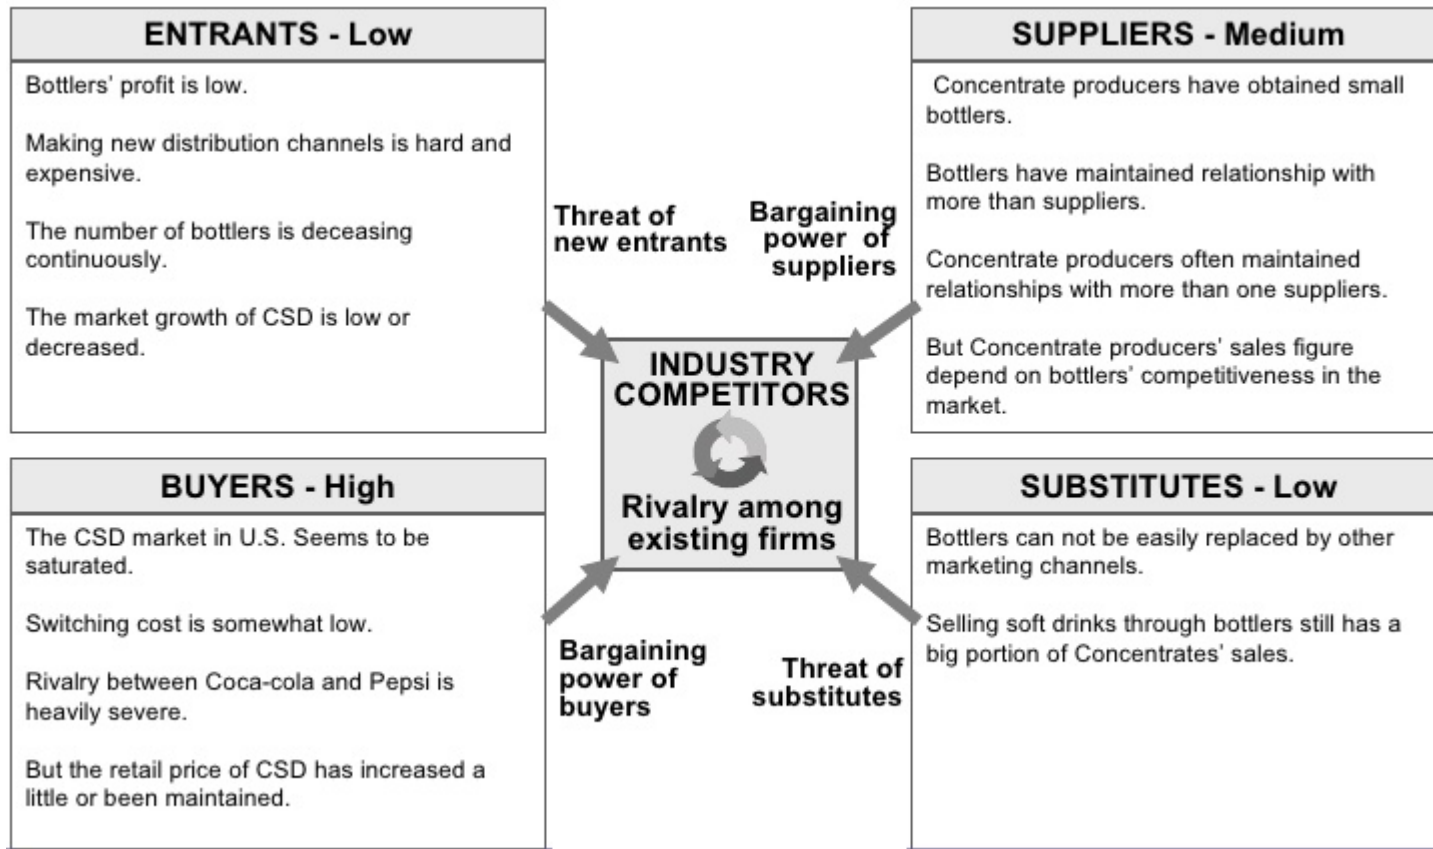 ENTRANTS - Low
Bottlers' profit is low.
Making new distribution channels is hard and
expensive.
The number of bottlers is deceasing
continuously.
The market growth of CSD is low or
decreased.
SUPPLIERS - Medium
Concentrate producers have obtained small
bottlers.
Bottlers have maintained relationship with
more than suppliers.
Concentrate producers often maintained
relationships with more than one suppliers.
But Concentrate producers' sales figure
depend on bottlers' competitiveness in the
market.
Threat of
new entrants
Bargaining
power of
suppliers
INDUSTRY
COMPETITORS
Rivalry among
existing firms
BUYERS - High
The CSD market in U.S. Seems to be
saturated.
Switching cost is somewhat low.
Rivalry between Coca-cola and Pepsi is
heavily severe.
But the retail price of CSD has increased a
little or been maintained.
Bargaining
power of
buyers
Threat of
substitutes
SUBSTITUTES - Low
Bottlers can not be easily replaced by other
marketing channels.
Selling soft drinks through bottlers still has a
big portion of Concentrates' sales.